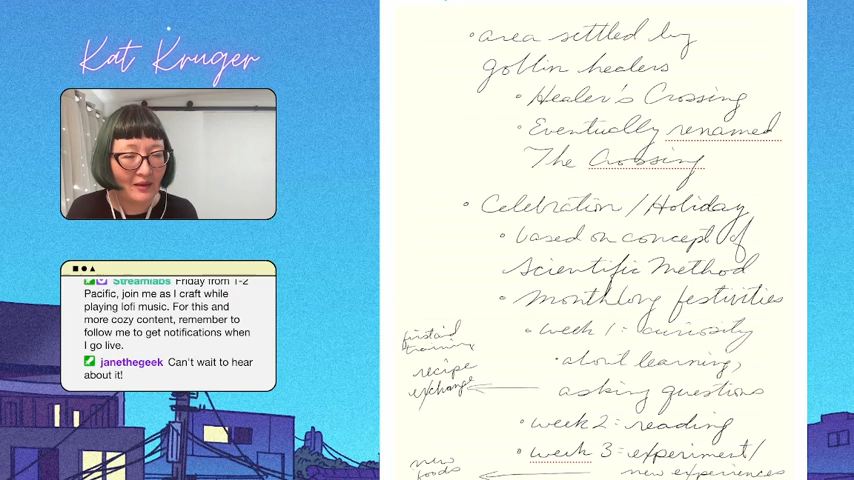 Kat Kruger
Streamlabs Friday from 1-2
Pacific, join me as I craft while
playing lofi music. For this and
more cozy content, remember to
follow me to get notifications when
I go live.
janethegeek Can't wait to hear
about it!
• area settled by
goblin healers
• Healer's Crossing
• Eventually renamed
The Crossing
• Celebration / Holiday
• based on concept of
Scientific Method
• monthlong festivities
• week 1: curiosity
• about learning,
asking questions
first aid
training
recipe
exchange
• week 2: reading
• week 3: experiment/
new experiences
new
foods